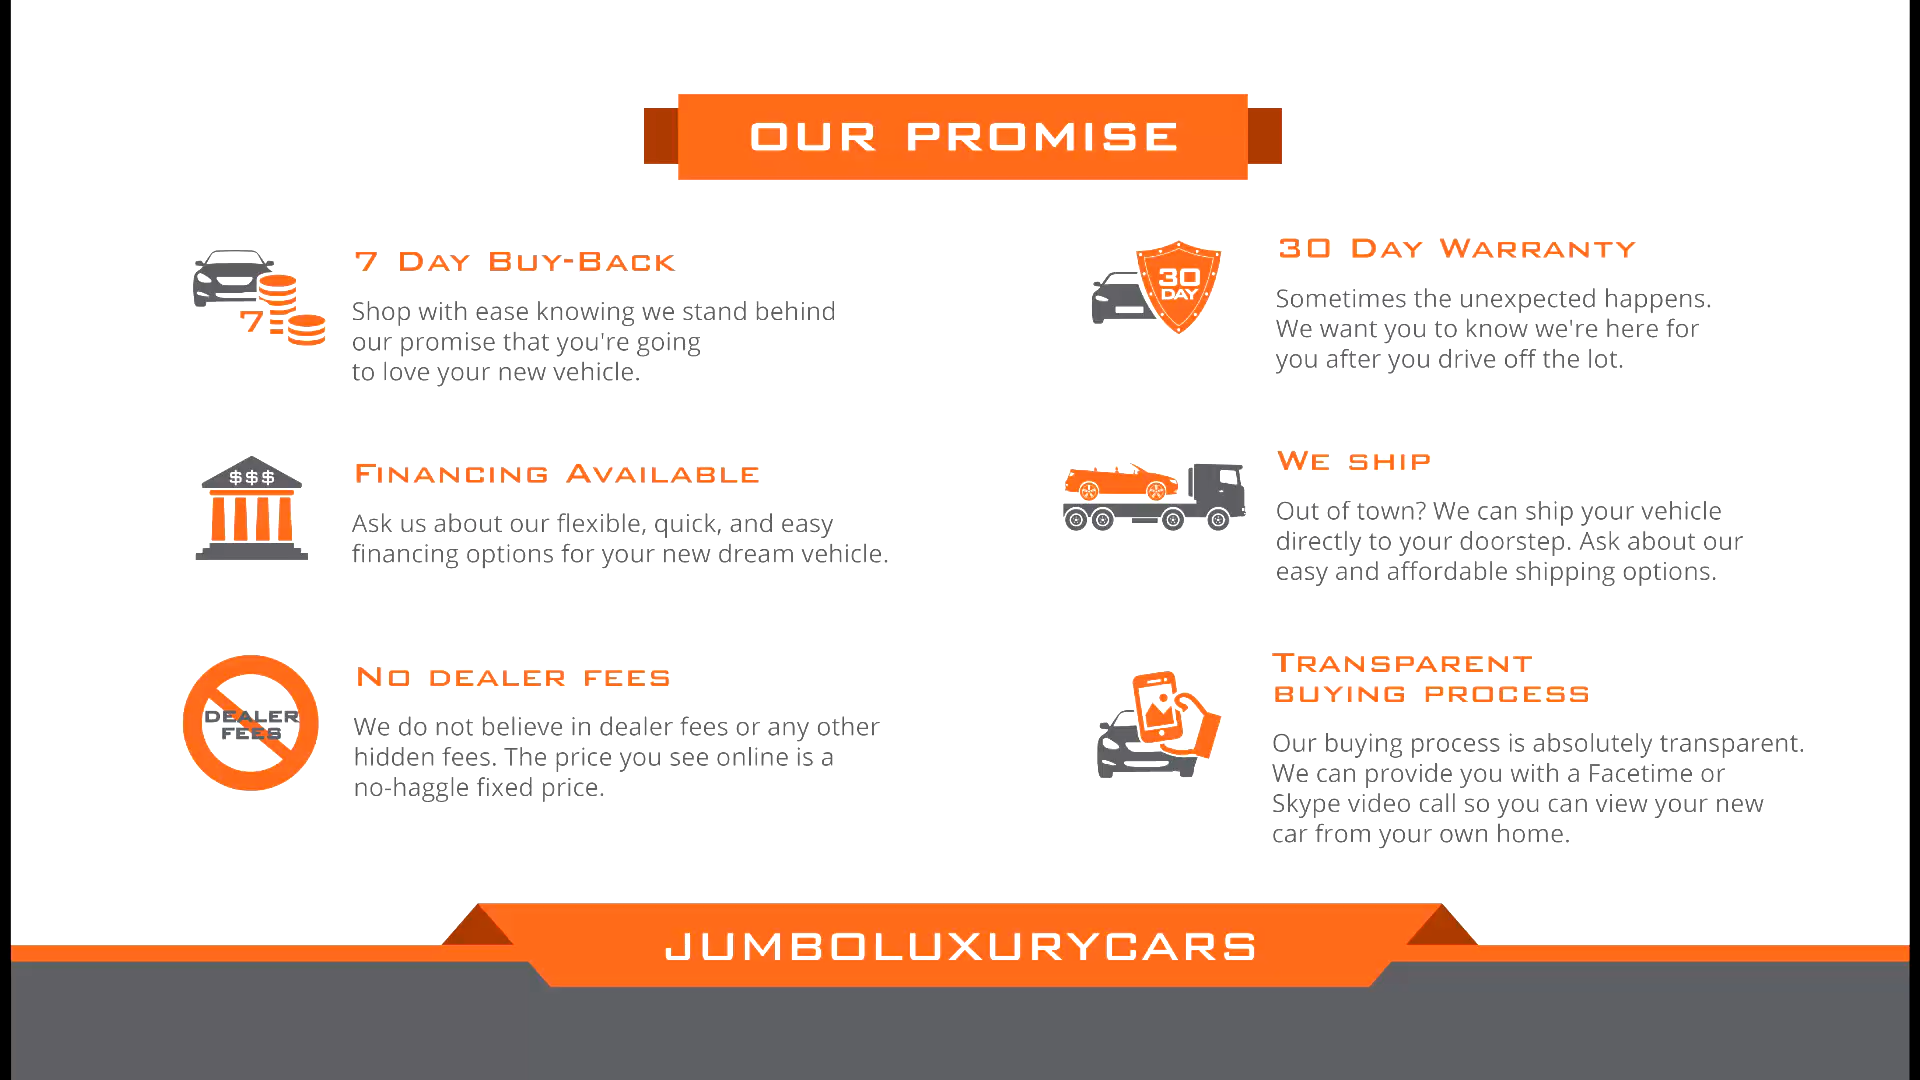 OUR PROMISE
7 DAY BUY-BACK
Shop with ease knowing we stand behind
our promise that you're going
to love your new vehicle.
$$$
FINANCING AVAILABLE
Ask us about our flexible, quick, and easy
financing options for your new dream vehicle.
DEALER
FEES
NO DEALER FEES
We do not believe in dealer fees or any other
hidden fees. The price you see online is a
no-haggle fixed price.
7
30
DAY
30 DAY WARRANTY
Sometimes the unexpected happens.
We want you to know we're here for
you after you drive off the lot.
WE SHIP
Out of town? We can ship your vehicle
directly to your doorstep. Ask about our
easy and affordable shipping options.
TRANSPARENT
BUYING PROCESS
Our buying process is absolutely transparent.
We can provide you with a Facetime or
Skype video call so you can view your new
car from your own home.
JUMBOLUXURYCARS